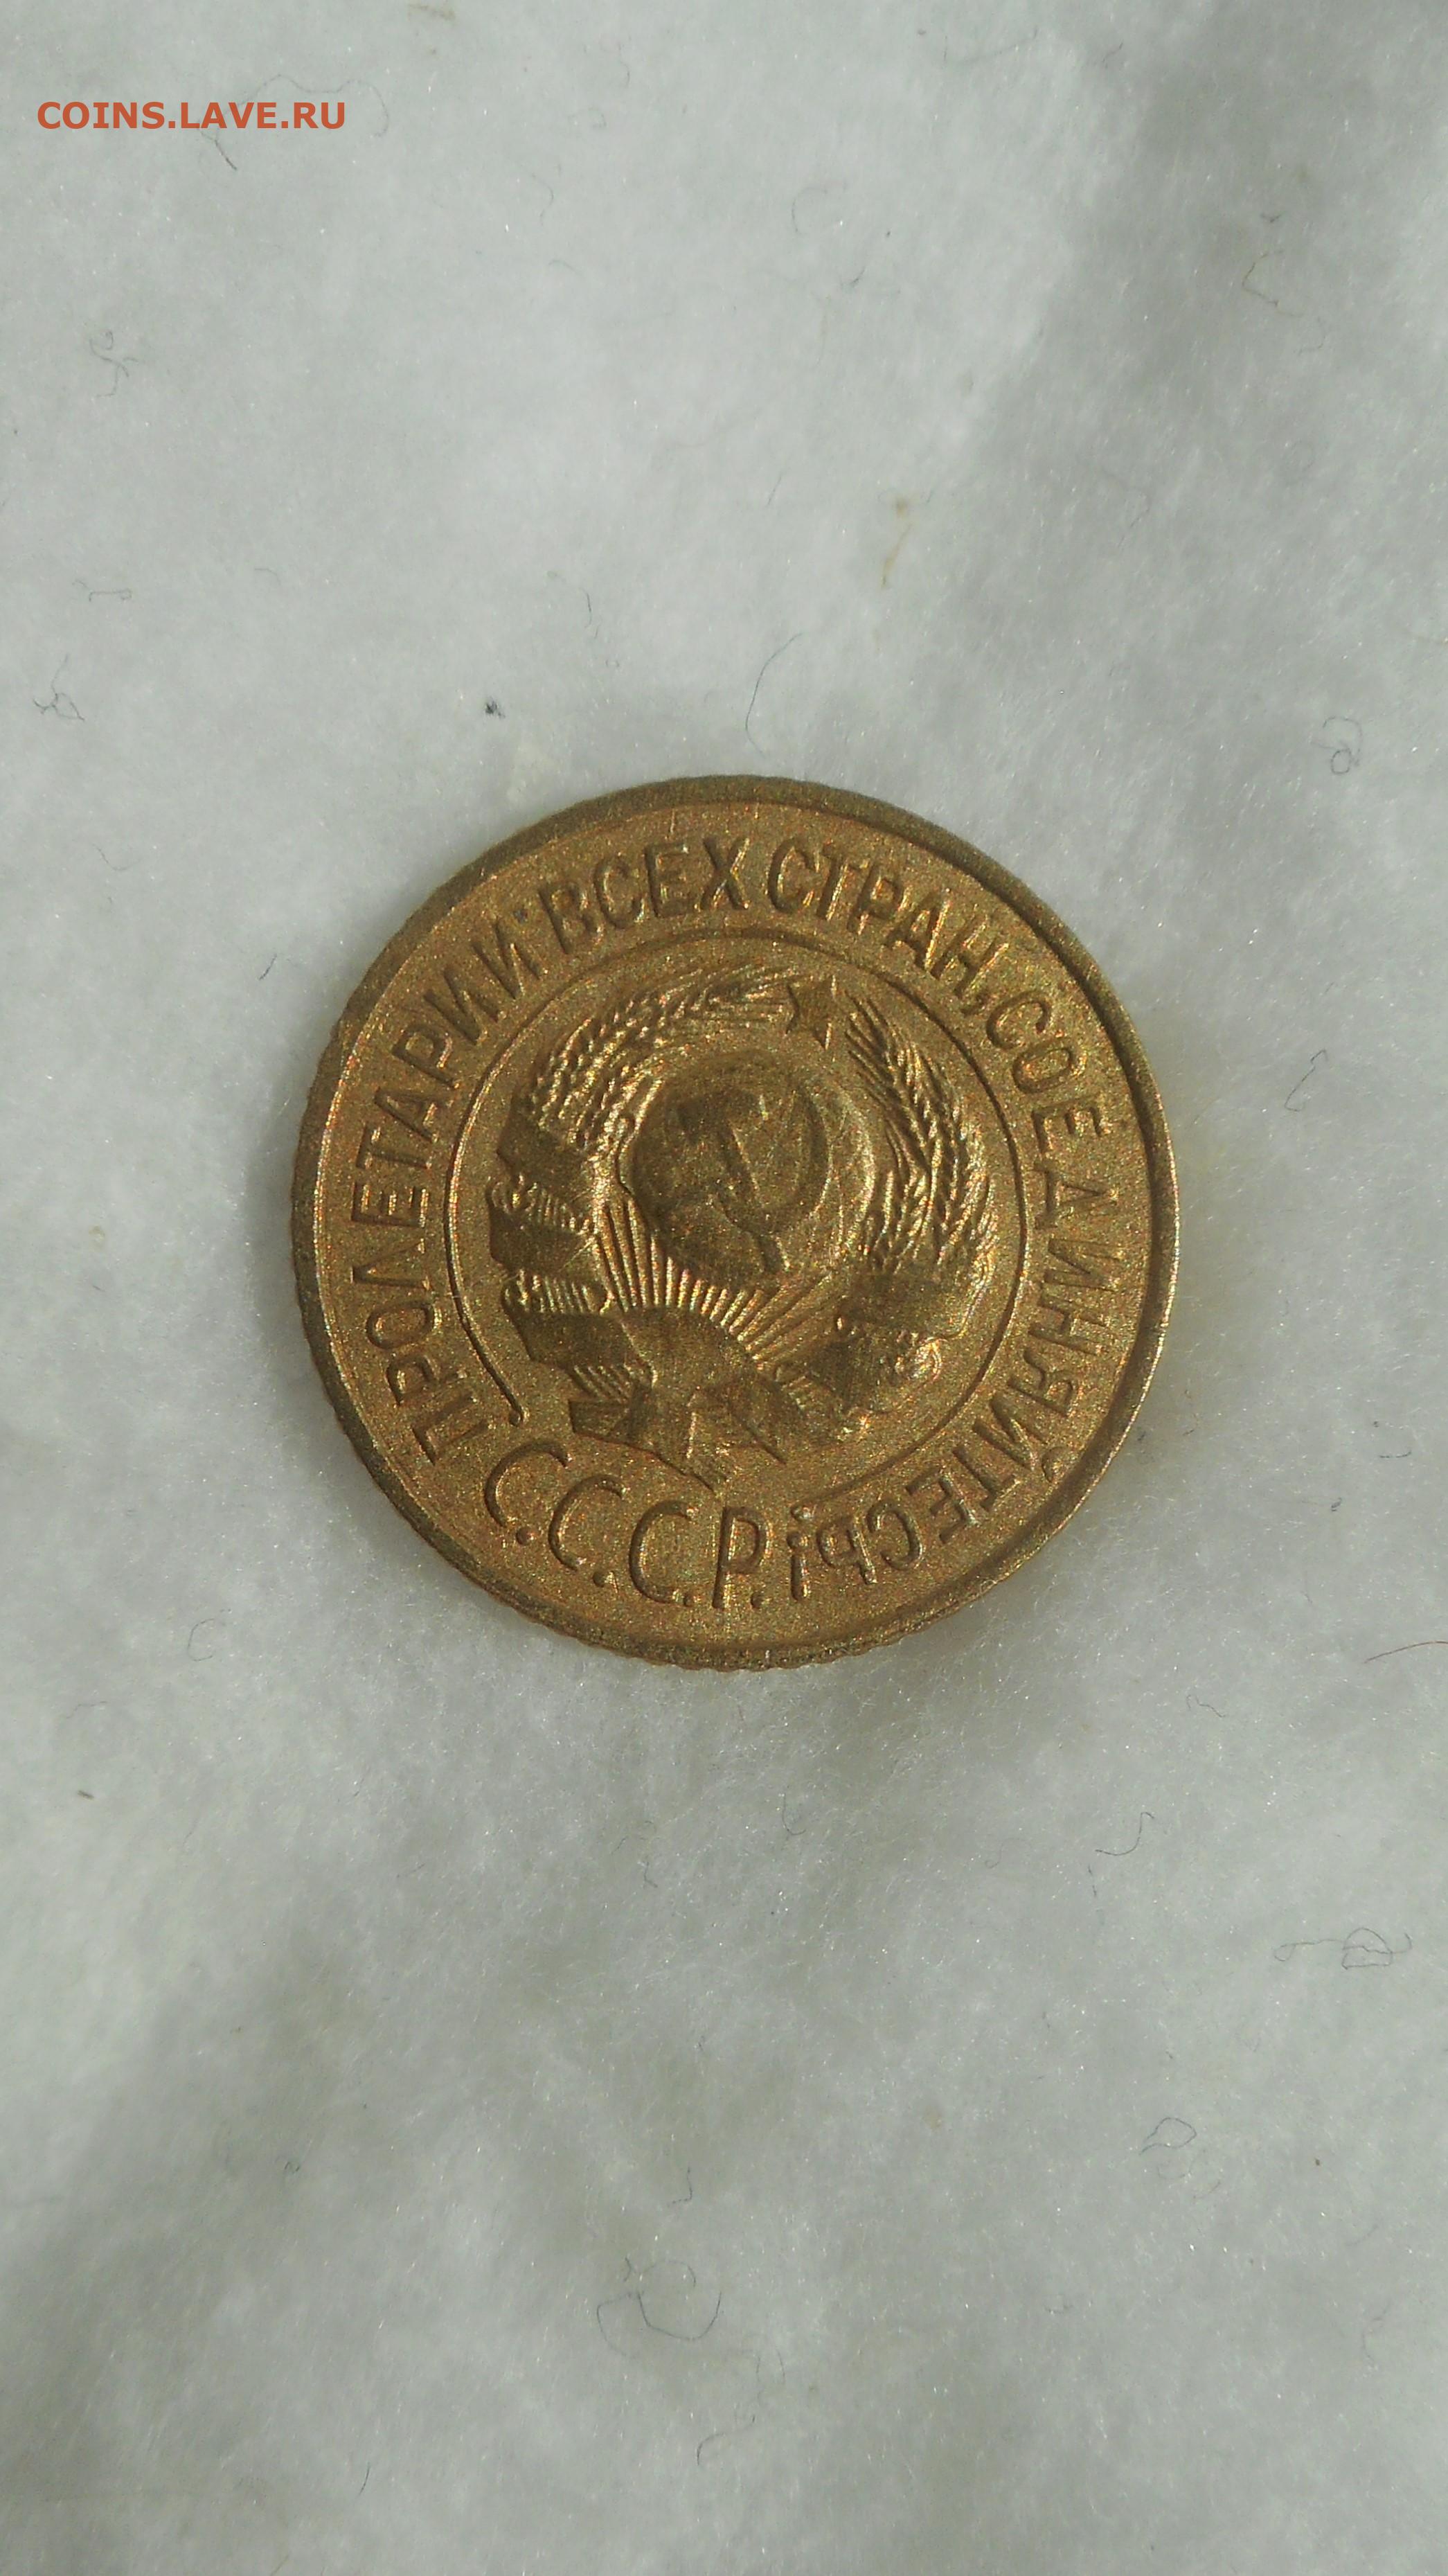 COINS.LAVE.RU
ПРОЛЕТАРИИ ВСЕХ СТРАН, СОЕДИНЯЙТЕСЬ!
С.С.С.Р.